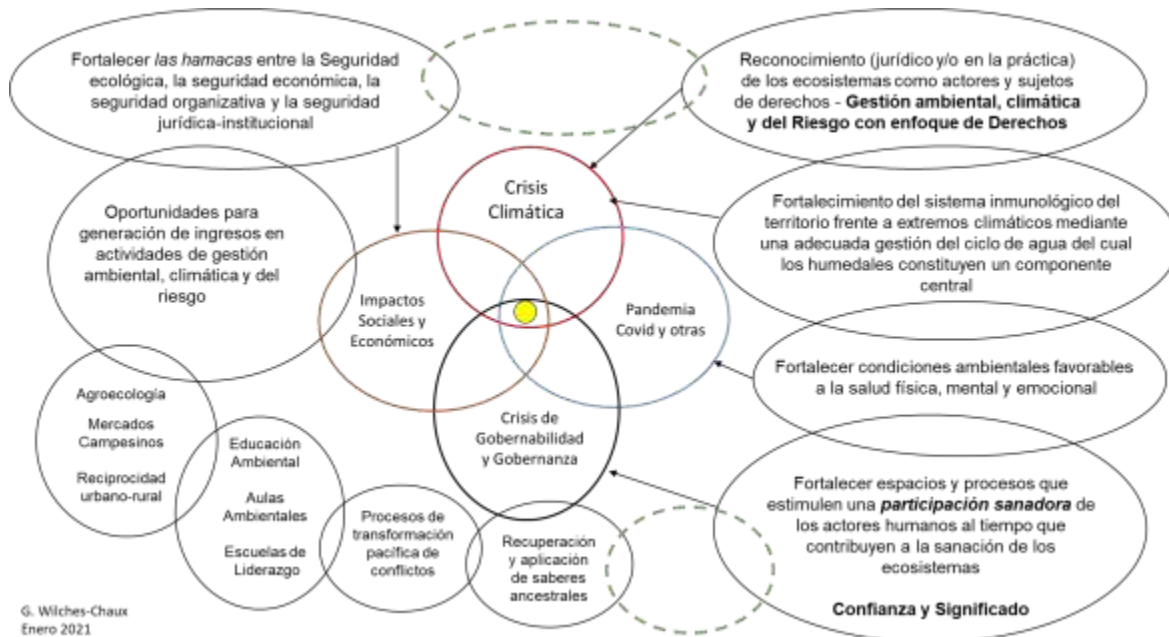 Fortalecer las hamacas entre la Seguridad
ecológica, la seguridad económica, la
seguridad organizativa y la seguridad
jurídica-institucional
Reconocimiento (jurídico y/o en la práctica)
de los ecosistemas como actores y sujetos
de derechos - Gestión ambiental, climática
y del Riesgo con enfoque de Derechos
Crisis
Climática
Oportunidades para
generación de ingresos en
actividades de gestión
ambiental, climática y del
riesgo
Fortalecimiento del sistema inmunológico del
territorio frente a extremos climáticos mediante
una adecuada gestión del ciclo de agua del cual
los humedales constituyen un componente
central
Impactos
Sociales y
Económicos
Pandemia
Covid y otras
Fortalecer condiciones ambientales favorables
a la salud física, mental y emocional
Agroecología
Mercados
Campesinos
Reciprocidad
urbano-rural
Educación
Ambiental
Aulas
Ambientales
Escuelas de
Liderazgo
Crisis de
Gobernabilidad
y Gobernanza
Procesos de
transformación
pacífica de
conflictos
Recuperación
y aplicación
de saberes
ancestrales
Fortalecer espacios y procesos que
estimulen una participación sanadora de
los actores humanos al tiempo que
contribuyen a la sanación de los
ecosistemas
Confianza y Significado
G. Wilches-Chaux
Enero 2021